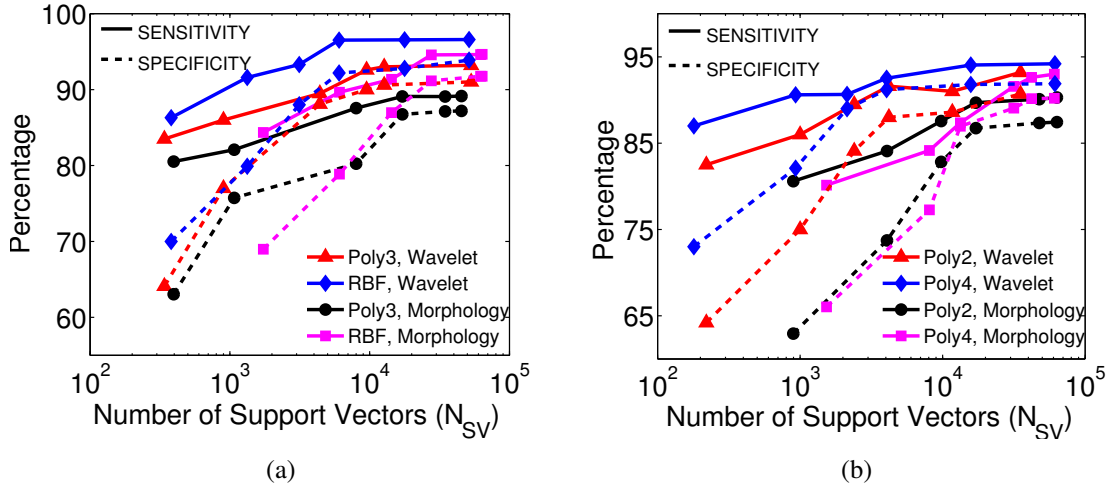 100
90
80
70
60
Percentage
SENSITIVITY
SPECIFICITY
Poly3, Wavelet
RBF, Wavelet
Poly3, Morphology
RBF, Morphology
10^2
10^3
10^4
10^5
Number of Support Vectors (N_SV)
(a)
95
85
75
65
Percentage
SENSITIVITY
SPECIFICITY
Poly2, Wavelet
Poly4, Wavelet
Poly2, Morphology
Poly4, Morphology
10^2
10^3
10^4
10^5
Number of Support Vectors (N_SV)
(b)